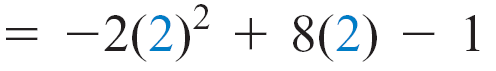 = −2(2)² + 8(2) − 1